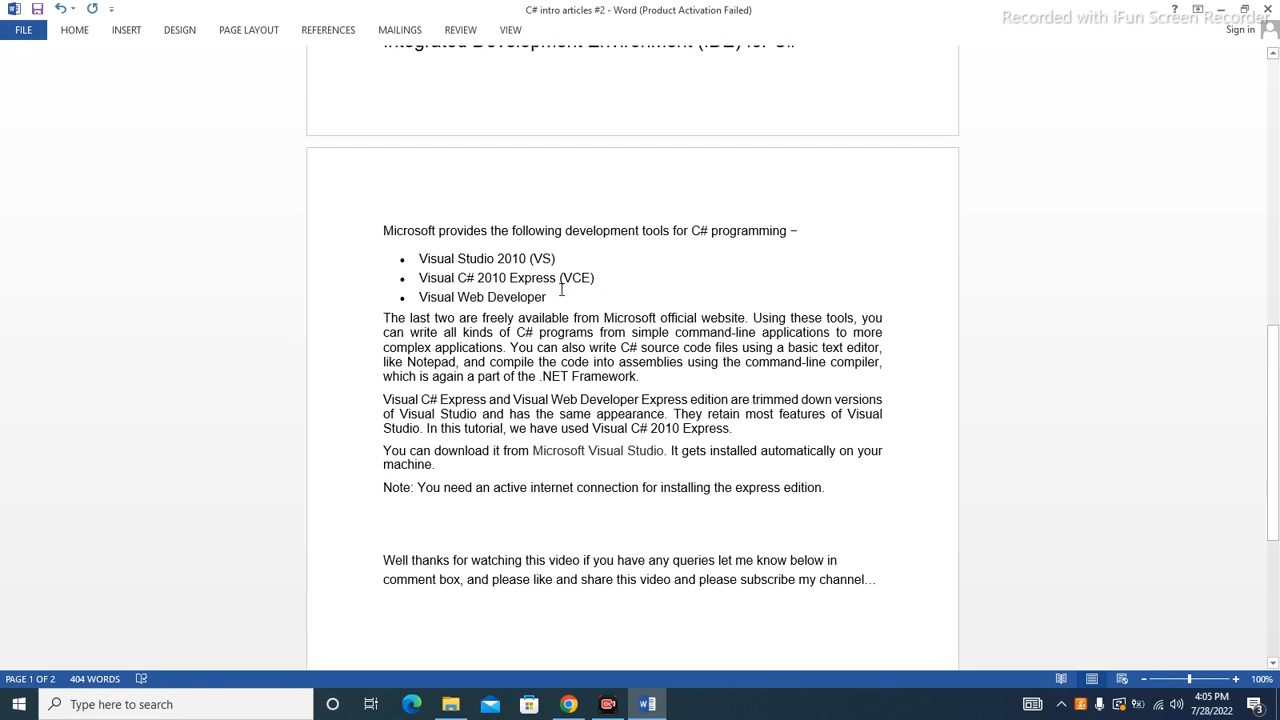 C# intro articles #2 - Word (Product Activation Failed)
Recorded with iFun Screen Recorder
FILE HOME INSERT DESIGN PAGE LAYOUT REFERENCES MAILINGS REVIEW VIEW
Sign in
Integrated Development Environment (IDE) for C#
Microsoft provides the following development tools for C# programming −
• Visual Studio 2010 (VS)
• Visual C# 2010 Express (VCE)
• Visual Web Developer
The last two are freely available from Microsoft official website. Using these tools, you
can write all kinds of C# programs from simple command-line applications to more
complex applications. You can also write C# source code files using a basic text editor,
like Notepad, and compile the code into assemblies using the command-line compiler,
which is again a part of the .NET Framework.
Visual C# Express and Visual Web Developer Express edition are trimmed down versions
of Visual Studio and has the same appearance. They retain most features of Visual
Studio. In this tutorial, we have used Visual C# 2010 Express.
You can download it from Microsoft Visual Studio. It gets installed automatically on your
machine.
Note: You need an active internet connection for installing the express edition.
Well thanks for watching this video if you have any queries let me know below in
comment box, and please like and share this video and please subscribe my channel…
PAGE 1 OF 2 404 WORDS
100%
Type here to search
4:05 PM
7/28/2022
3